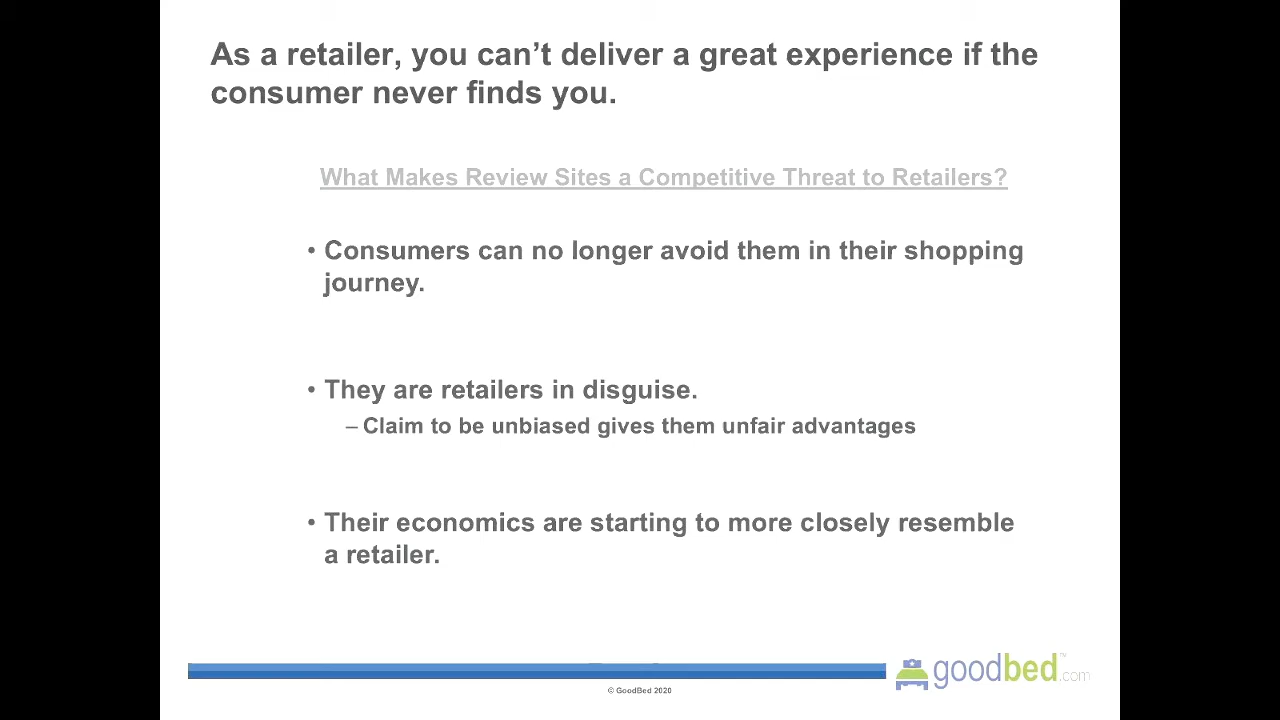 As a retailer, you can’t deliver a great experience if the
consumer never finds you.
What Makes Review Sites a Competitive Threat to Retailers?
• Consumers can no longer avoid them in their shopping
journey.
• They are retailers in disguise.
– Claim to be unbiased gives them unfair advantages
• Their economics are starting to more closely resemble
a retailer.
goodbed.com™
© GoodBed 2020